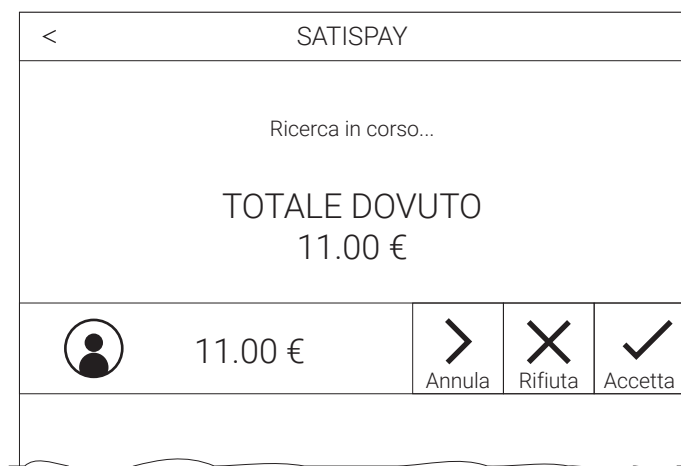 < SATISPAY
Ricerca in corso...
TOTALE DOVUTO
11.00 €
11.00 €
Annula Rifiuta Accetta